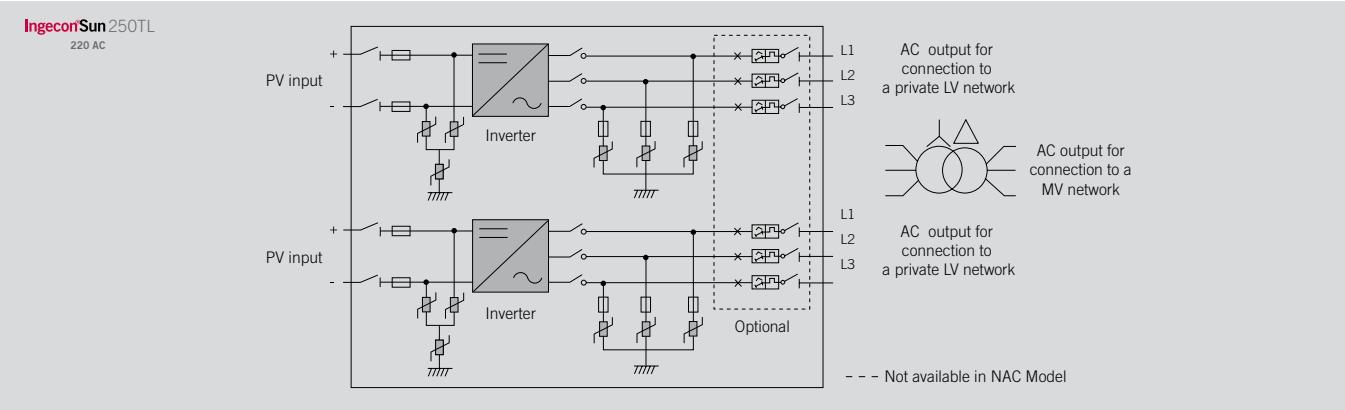 Ingecon® Sun 250TL
220 AC
+
PV input
-
Inverter
L1
L2
L3
AC output for
connection to
a private LV network
AC output for
connection to a
MV network
+
PV input
-
Inverter
L1
L2
L3
AC output for
connection to
a private LV network
Optional
Not available in NAC Model